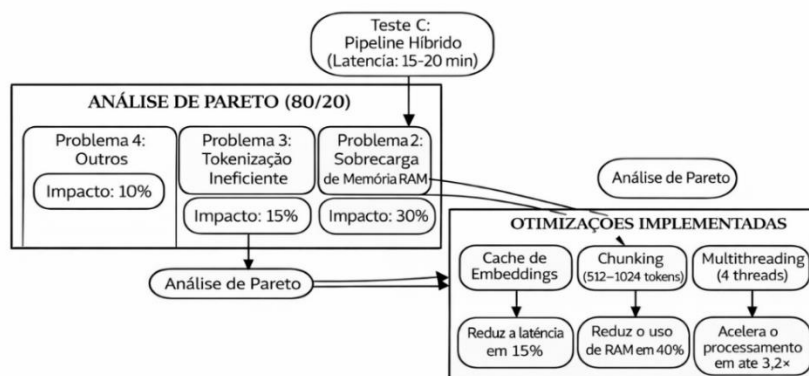 Teste C:
Pipeline Híbrido
(Latencia: 15-20 min)
ANÁLISE DE PARETO (80/20)
Problema 4:
Outros
Impacto: 10%
Problema 3:
Tokenização
Ineficiente
Impacto: 15%
Problema 2:
Sobrecarga
de Memória RAM
Impacto: 30%
Análise de Pareto
Análise de Pareto
OTIMIZAÇÕES IMPLEMENTADAS
Cache de
Embeddings
Reduz a latência
em 15%
Chunking
(512–1024 tokens)
Reduz o uso
de RAM em 40%
Multithreading
(4 threads)
Acelera o
processamento
em ate 3,2×